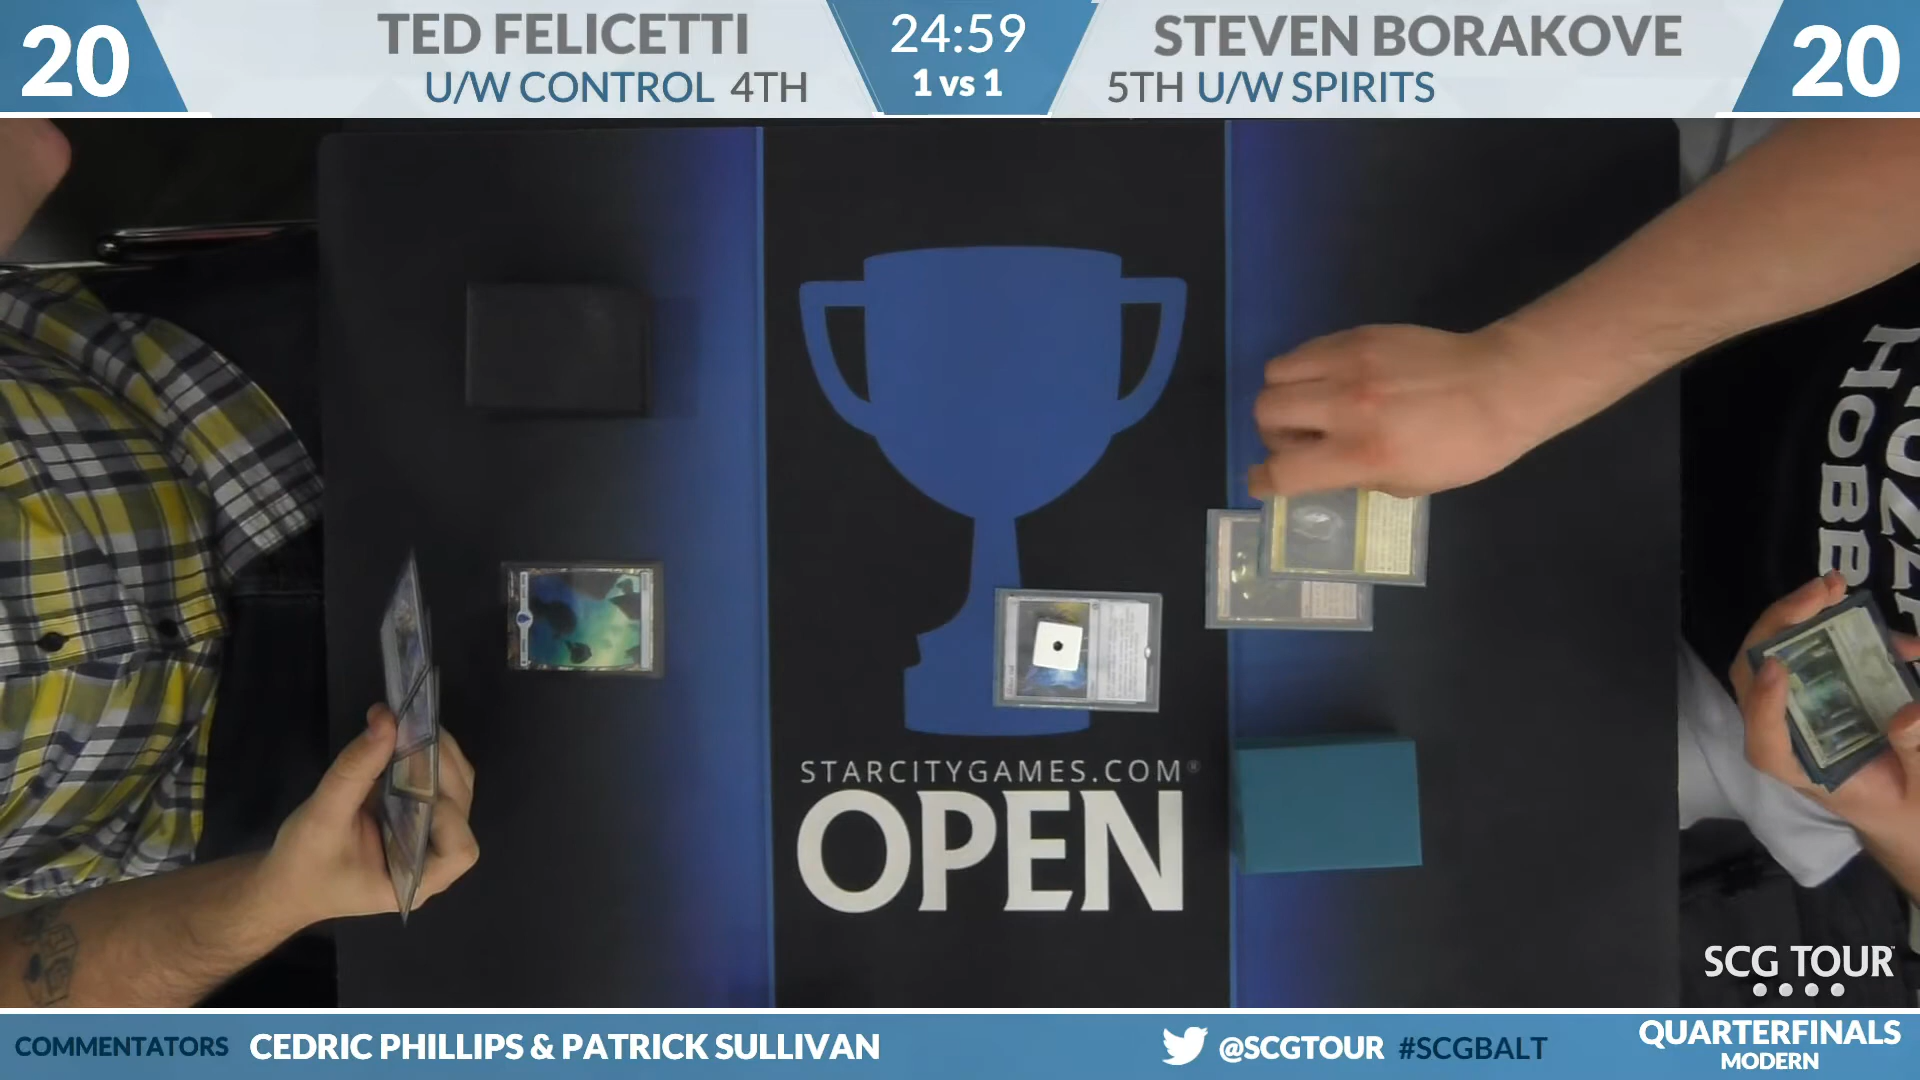 20
TED FELICETTI
U/W CONTROL 4TH
24:59
1 vs 1
STEVEN BORAKOVE
5TH U/W SPIRITS
20
HOBB
STARCITYGAMES.COM®
OPEN
SCG TOUR
COMMENTATORS CEDRIC PHILLIPS & PATRICK SULLIVAN
@SCGTOUR #SCGBALT
QUARTERFINALS
MODERN